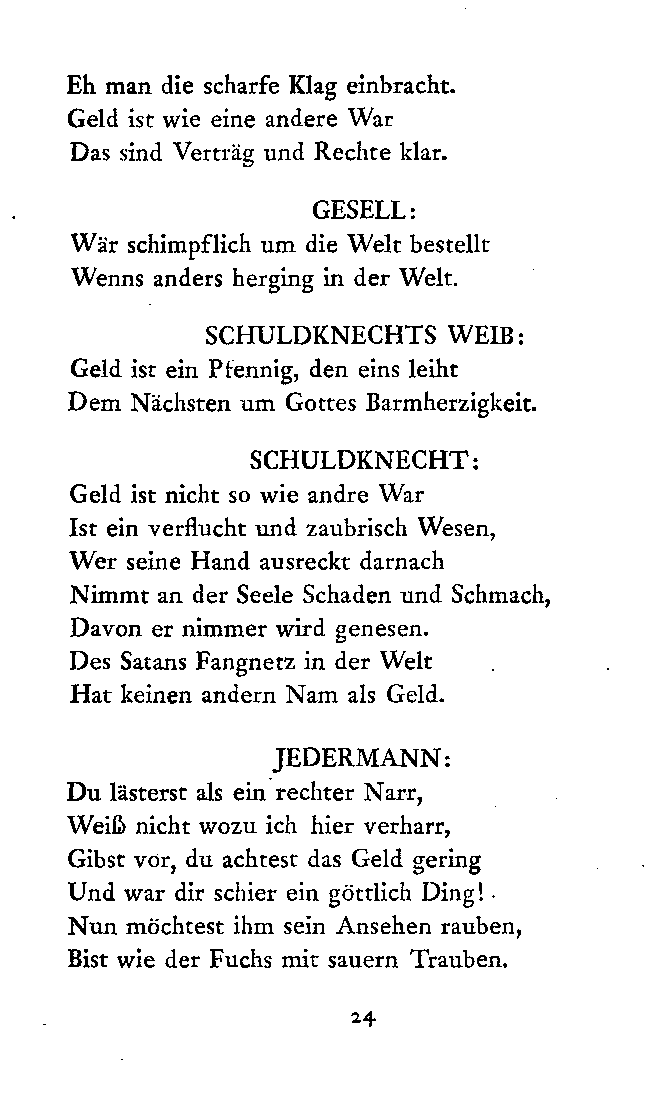 Eh man die scharfe Klag einbracht.
Geld ist wie eine andere War
Das sind Verträg und Rechte klar.
GESELL:
Wär schimpflich um die Welt bestellt
Wenns anders herging in der Welt.
SCHULDKNECHTS WEIB:
Geld ist ein Pfennig, den eins leiht
Dem Nächsten um Gottes Barmherzigkeit.
SCHULDKNECHT:
Geld ist nicht so wie andre War
Ist ein verflucht und zaubrisch Wesen,
Wer seine Hand ausreckt darnach
Nimmt an der Seele Schaden und Schmach,
Davon er nimmer wird genesen.
Des Satans Fangnetz in der Welt
Hat keinen andern Nam als Geld.
JEDERMANN:
Du lästerst als ein rechter Narr,
Weiß nicht wozu ich hier verharr,
Gibst vor, du achtest das Geld gering
Und war dir schier ein göttlich Ding!
Nun möchtest ihm sein Ansehen rauben,
Bist wie der Fuchs mit sauern Trauben.
24